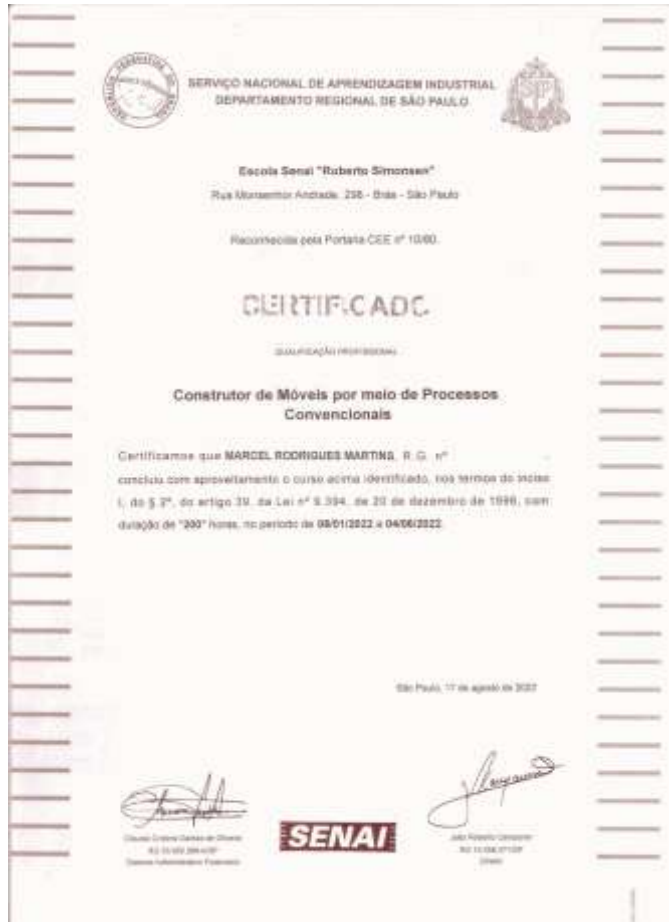 SERVIÇO NACIONAL DE APRENDIZAGEM INDUSTRIAL
DEPARTAMENTO REGIONAL DE SÃO PAULO
Escola Senai "Roberto Simonsen"
Rua Monsenhor Andrade, 298 - Brás - São Paulo
Reconhecida pela Portaria CEE nº 10/80.
CERTIFICADO
QUALIFICAÇÃO PROFISSIONAL
Construtor de Móveis por meio de Processos
Convencionais
Certificamos que MARCEL RODRIGUES MARTINS, R.G. nº
concluiu com aproveitamento o curso acima identificado, nos termos do inciso
I, do § 2º, do artigo 39, da Lei nº 9.394, de 20 de dezembro de 1996, com
duração de "200" horas, no período de 08/01/2022 a 04/06/2022
São Paulo, 17 de agosto de 2022
SENAI
Diretor